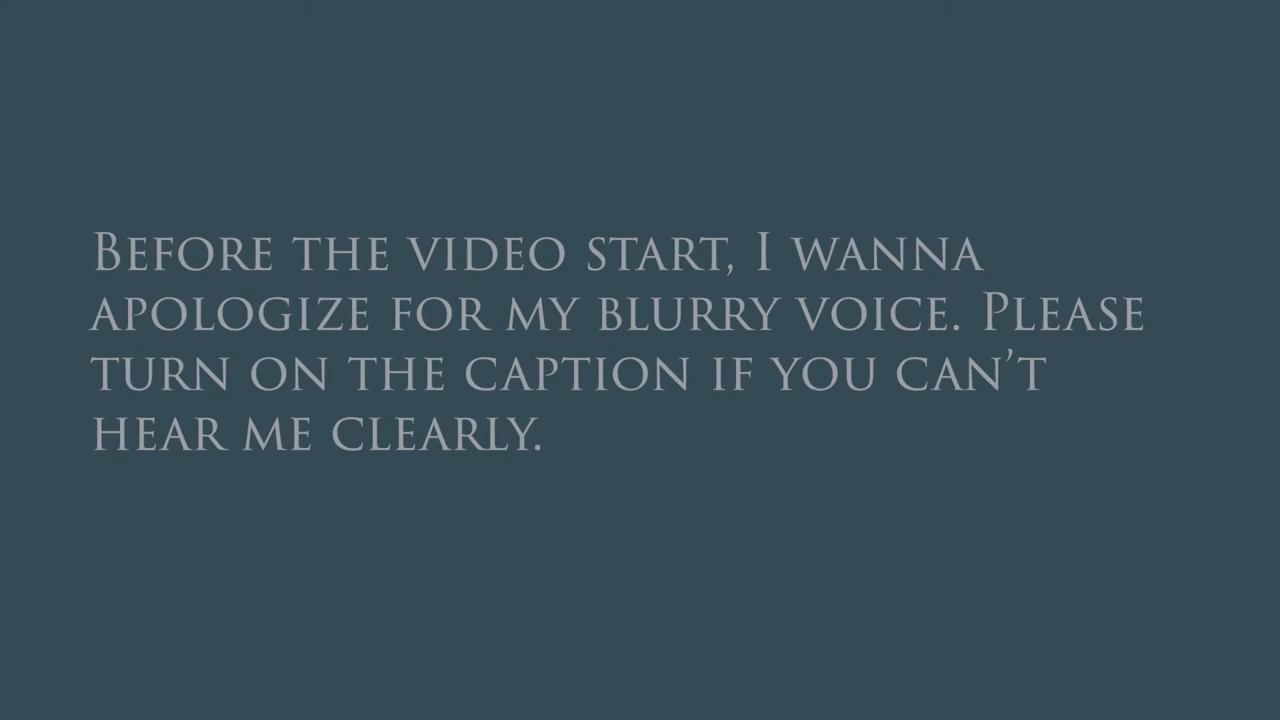 Before the video start, I wanna
apologize for my blurry voice. Please
turn on the caption if you can’t
hear me clearly.